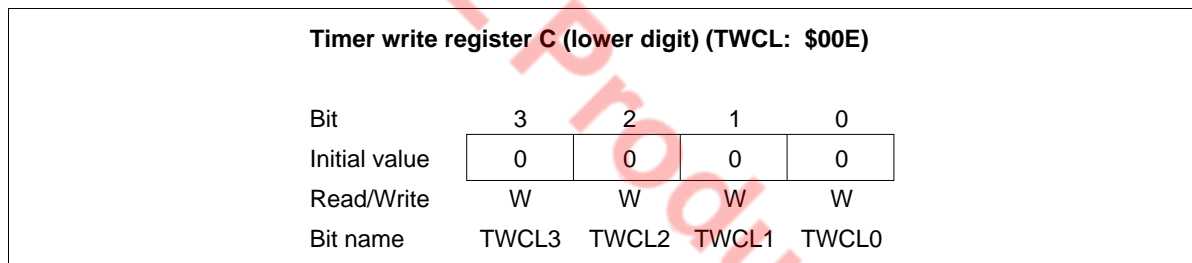 Timer write register C (lower digit) (TWCL: $00E)
Bit 3 2 1 0
Initial value 0 0 0 0
Read/Write W W W W
Bit name TWCL3 TWCL2 TWCL1 TWCL0